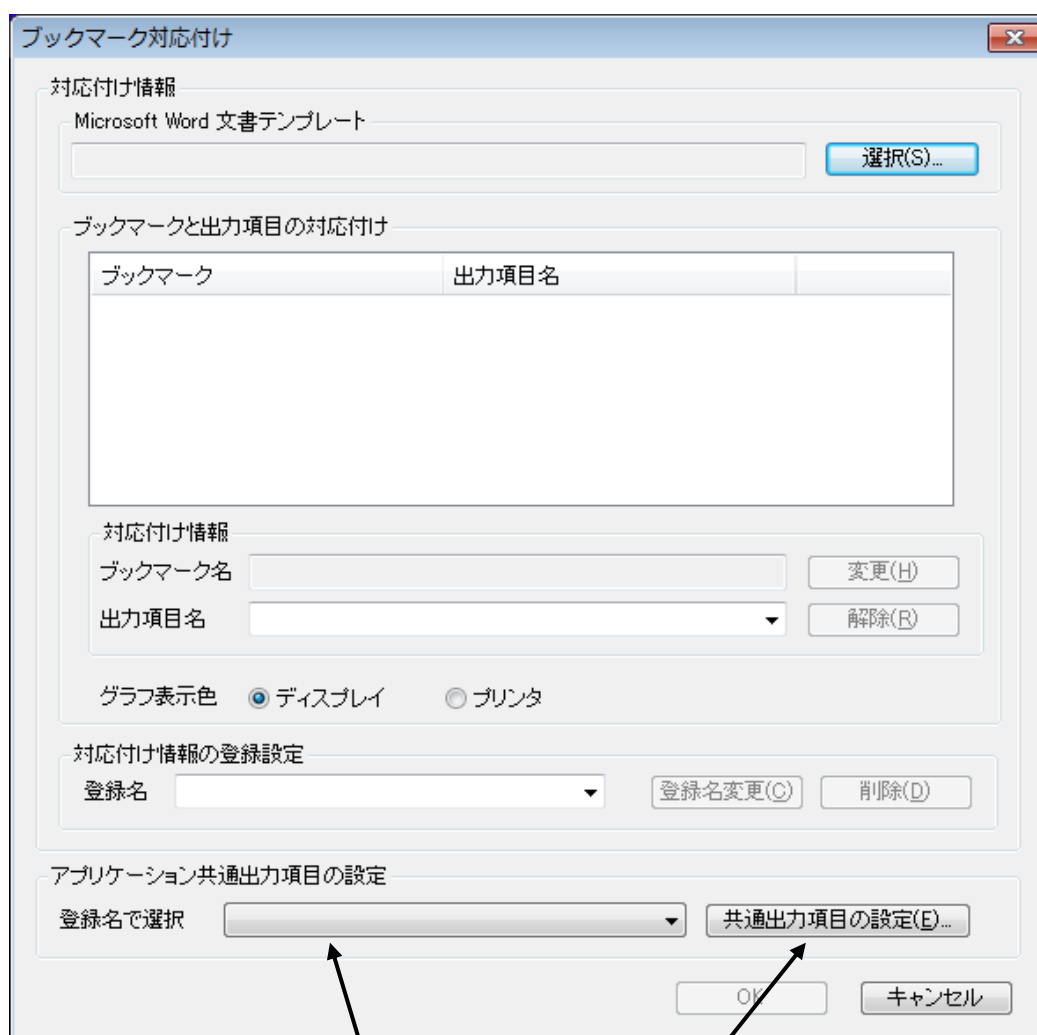 ブックマーク対応付け
対応付け情報
Microsoft Word 文書テンプレート
選択(S)...
ブックマークと出力項目の対応付け
ブックマーク 出力項目名
対応付け情報
ブックマーク名 変更(H)
出力項目名 解除(R)
グラフ表示色 ディスプレイ プリンタ
対応付け情報の登録設定
登録名 登録名変更(C) 削除(D)
アプリケーション共通出力項目の設定
登録名で選択 共通出力項目の設定(E)...
OK キャンセル